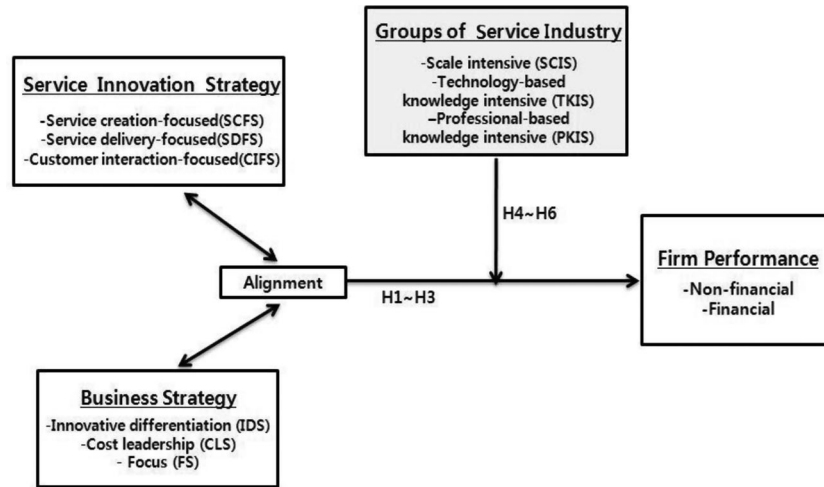 Groups of Service Industry
-Scale intensive (SCIS)
-Technology-based
knowledge intensive (TKIS)
–Professional-based
knowledge intensive (PKIS)
Service Innovation Strategy
-Service creation-focused(SCFS)
-Service delivery-focused(SDFS)
-Customer interaction-focused(CIFS)
H4~H6
Alignment
H1~H3
Firm Performance
-Non-financial
-Financial
Business Strategy
-Innovative differentiation (IDS)
-Cost leadership (CLS)
- Focus (FS)